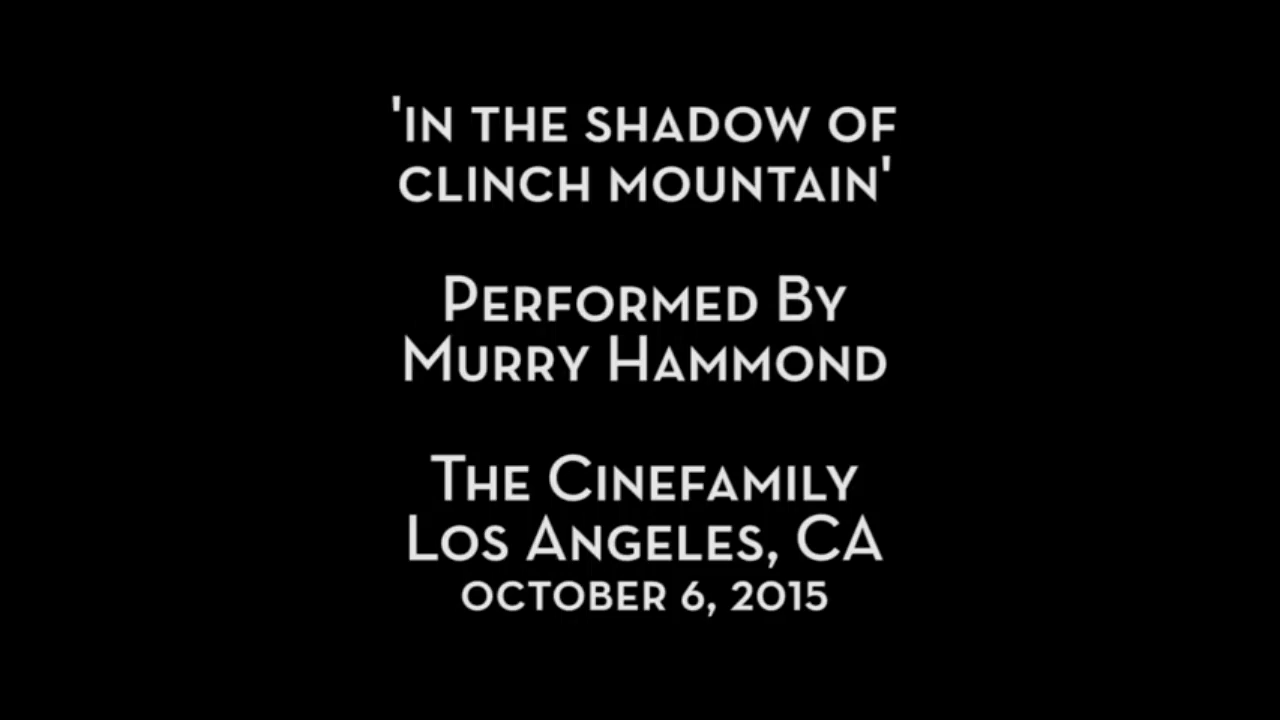 'IN THE SHADOW OF
CLINCH MOUNTAIN'
PERFORMED BY
MURRY HAMMOND
THE CINEFAMILY
LOS ANGELES, CA
OCTOBER 6, 2015